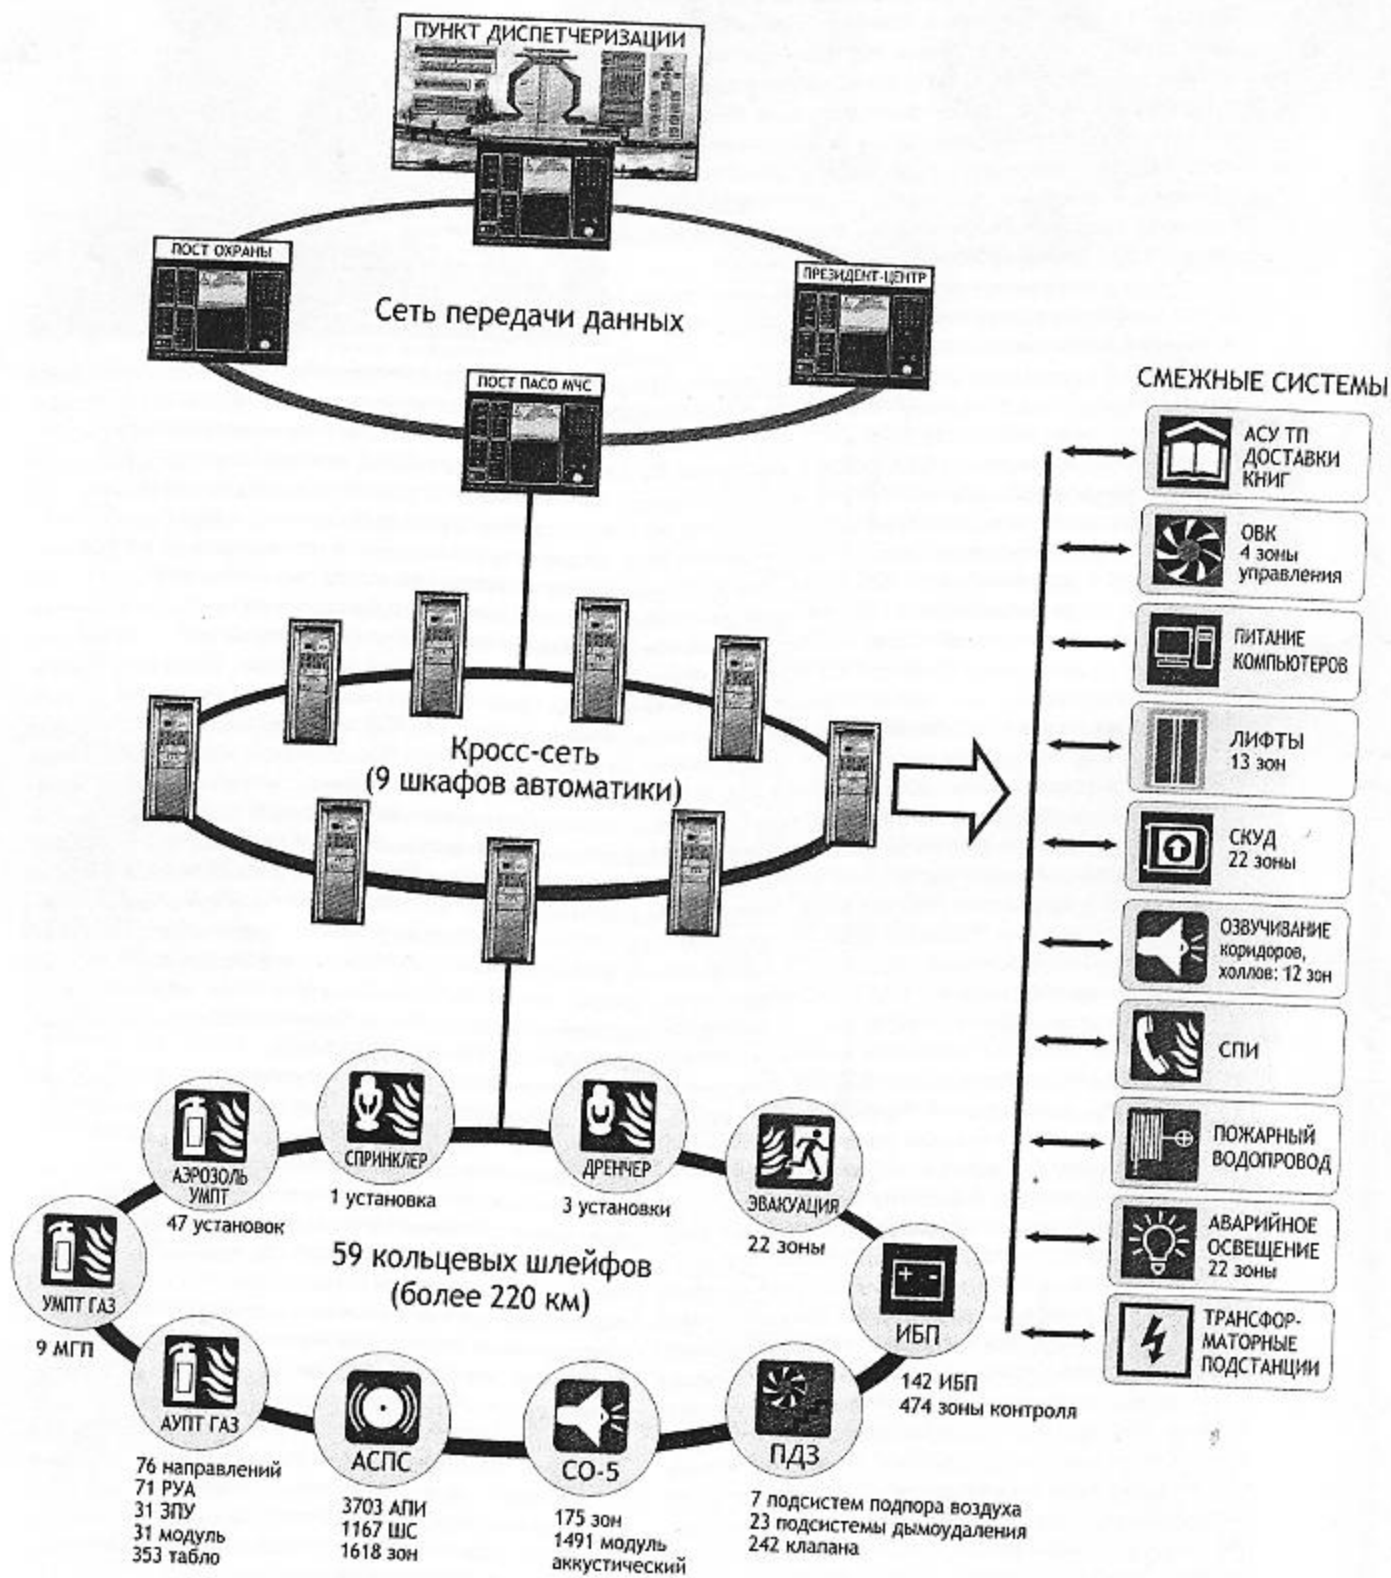 ПУНКТ ДИСПЕТЧЕРИЗАЦИИ
ПОСТ ОХРАНЫ
ПРЕЗИДЕНТ-ЦЕНТР
Сеть передачи данных
ПОСТ ПАСО МЧС
СМЕЖНЫЕ СИСТЕМЫ
АСУ ТП
ДОСТАВКИ
КНИГ
ОВК
4 зоны
управления
ПИТАНИЕ
КОМПЬЮТЕРОВ
ЛИФТЫ
13 зон
СКУД
22 зоны
ОЗВУЧИВАНИЕ
коридоров,
холлов: 12 зон
СПИ
ПОЖАРНЫЙ
ВОДОПРОВОД
АВАРИЙНОЕ
ОСВЕЩЕНИЕ
22 зоны
ТРАНСФОР-
МАТОРНЫЕ
ПОДСТАНЦИИ
Кросс-сеть
(9 шкафов автоматики)
АЭРОЗОЛЬ
УМПТ
47 установок
СПРИНКЛЕР
1 установка
ДРЕНЧЕР
3 установки
ЭВАКУАЦИЯ
22 зоны
59 кольцевых шлейфов
(более 220 км)
УМПТ ГАЗ
9 МГП
ИБП
142 ИБП
474 зоны контроля
АУПТ ГАЗ
76 направлений
71 РУА
31 ЗПУ
31 модуль
353 табло
АСПС
3703 АПИ
1167 ШС
1618 зон
СО-5
175 зон
1491 модуль
аккустический
ПДЗ
7 подсистем подпора воздуха
23 подсистемы дымоудаления
242 клапана